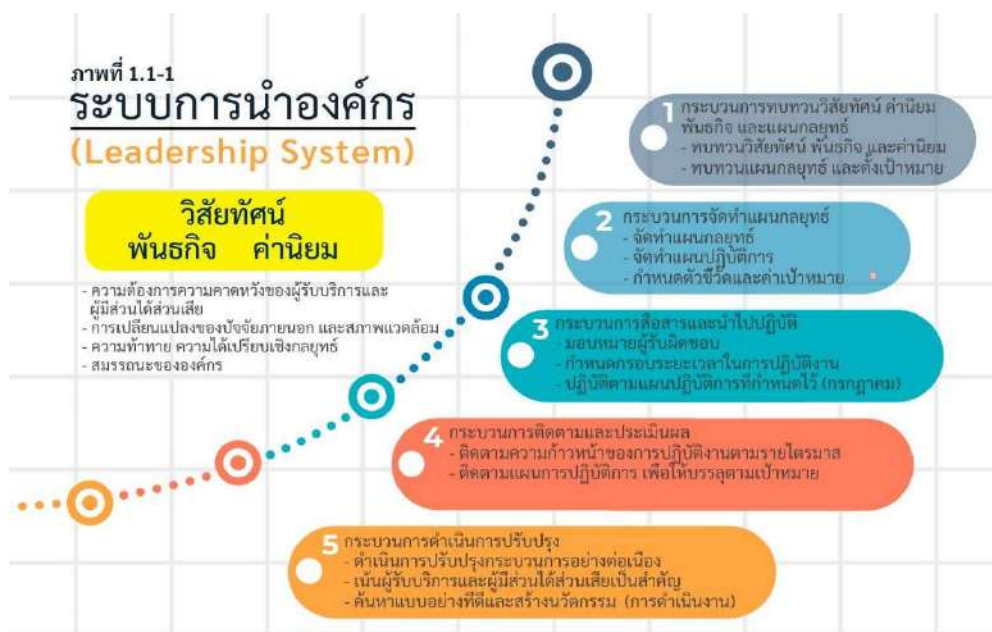 ภาพที่ 1.1-1
ระบบการนำองค์กร
(Leadership System)
วิสัยทัศน์
พันธกิจ ค่านิยม
- ความต้องการความคาดหวังของผู้รับบริการและ
ผู้มีส่วนได้ส่วนเสีย
- การเปลี่ยนแปลงของปัจจัยภายนอก และสภาพแวดล้อม
- ความท้าทาย ความได้เปรียบเชิงกลยุทธ์
- สมรรถนะขององค์กร
1 กระบวนการทบทวนวิสัยทัศน์ ค่านิยม
พันธกิจ และแผนกลยุทธ์
- ทบทวนวิสัยทัศน์ พันธกิจ และค่านิยม
- ทบทวนแผนกลยุทธ์ และตั้งเป้าหมาย
2 กระบวนการจัดทำแผนกลยุทธ์
- จัดทำแผนกลยุทธ์
- จัดทำแผนปฏิบัติการ
- กำหนดตัวชี้วัดและค่าเป้าหมาย
3 กระบวนการสื่อสารและนำไปปฏิบัติ
- มอบหมายผู้รับผิดชอบ
- กำหนดกรอบระยะเวลาในการปฏิบัติงาน
- ปฏิบัติตามแผนปฏิบัติการที่กำหนดไว้ (กรกฎาคม)
4 กระบวนการติดตามและประเมินผล
- ติดตามความก้าวหน้าของการปฏิบัติงานตามรายไตรมาส
- ติดตามแผนการปฏิบัติการ เพื่อให้บรรลุตามเป้าหมาย
5 กระบวนการดำเนินการปรับปรุง
- ดำเนินการปรับปรุงกระบวนการอย่างต่อเนื่อง
- เน้นผู้รับบริการและผู้มีส่วนได้ส่วนเสียเป็นสำคัญ
- ค้นหาแบบอย่างที่ดีและสร้างนวัตกรรม (การดำเนินงาน)